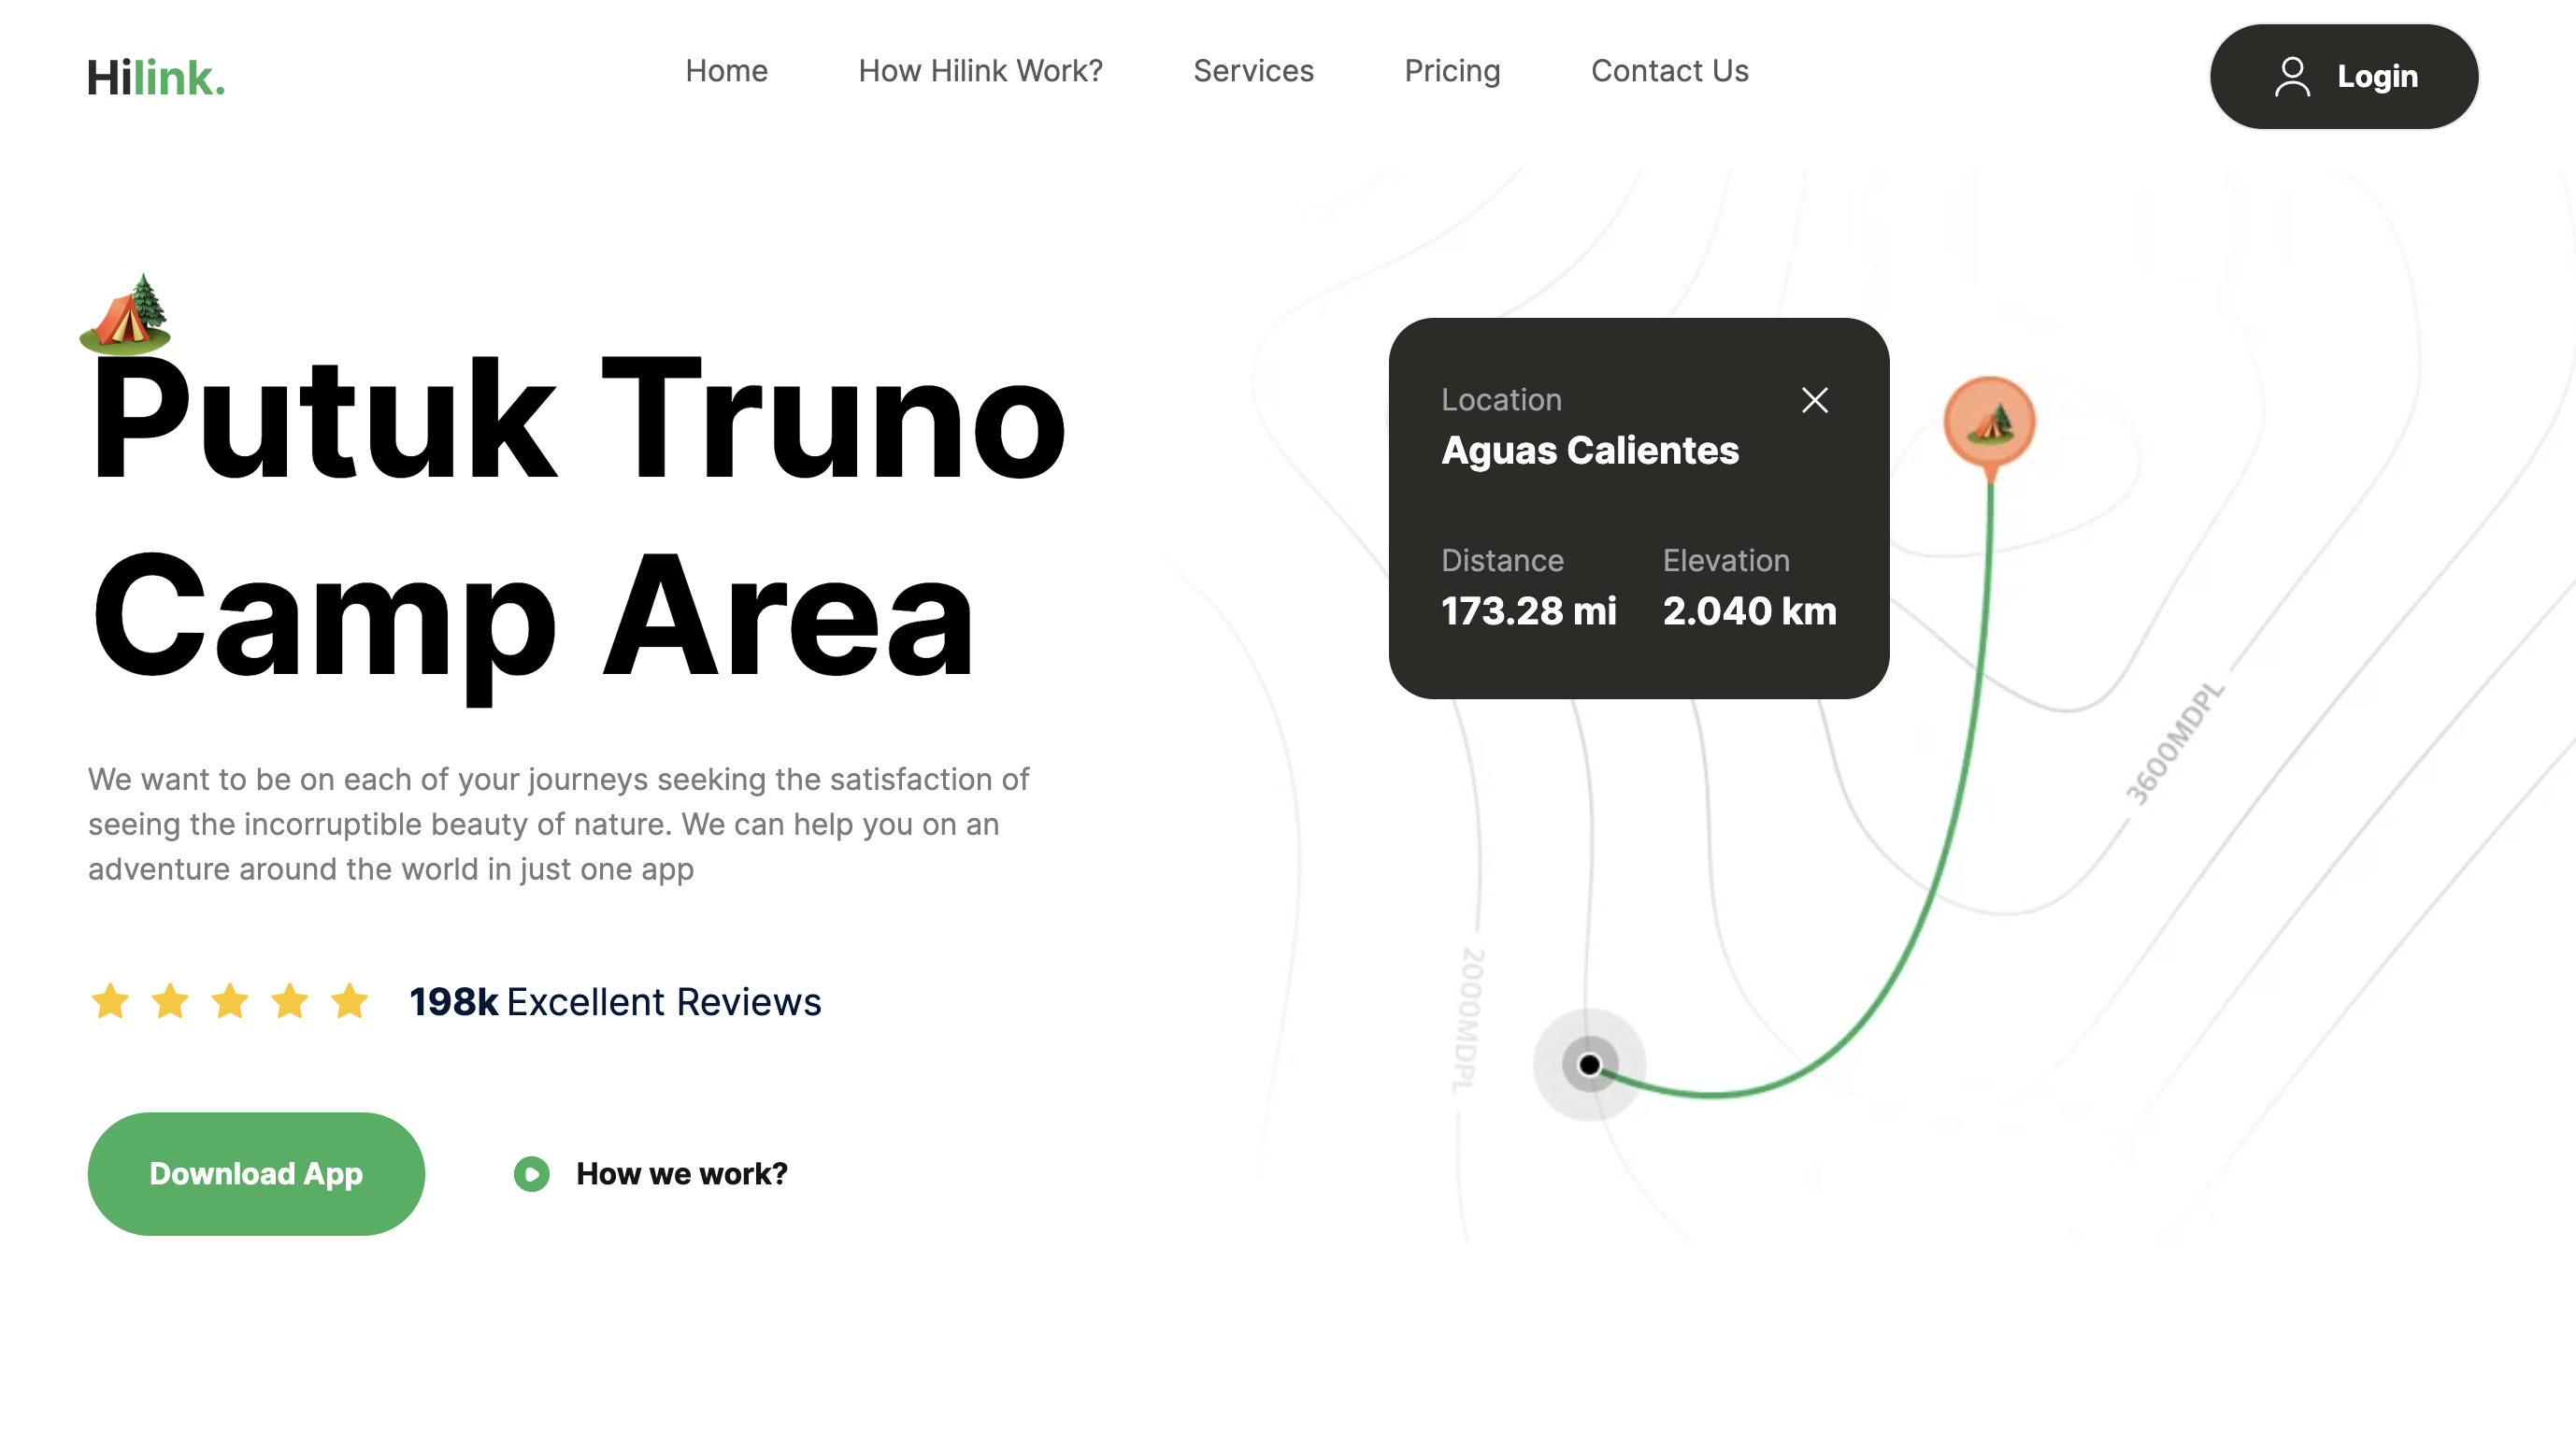 Hilink.
Home
How Hilink Work?
Services
Pricing
Contact Us
Login
Putuk Truno
Camp Area
We want to be on each of your journeys seeking the satisfaction of
seeing the incorruptible beauty of nature. We can help you on an
adventure around the world in just one app
198k Excellent Reviews
Download App
How we work?
Location
Aguas Calientes
Distance
Elevation
173.28 mi
2.040 km
3600MDPL
2000MDPL